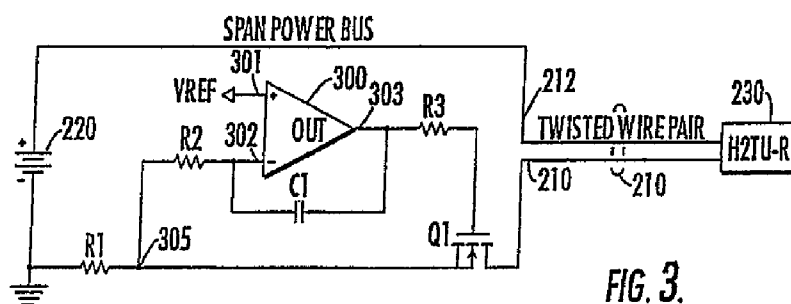 SPAN POWER BUS
301
300
303
212
230
VREF
+
R3
302
OUT
TWISTED WIRE PAIR
H2TU-R
220
+
-
R2
-
C1
210
210
Q1
R1
305
FIG. 3.